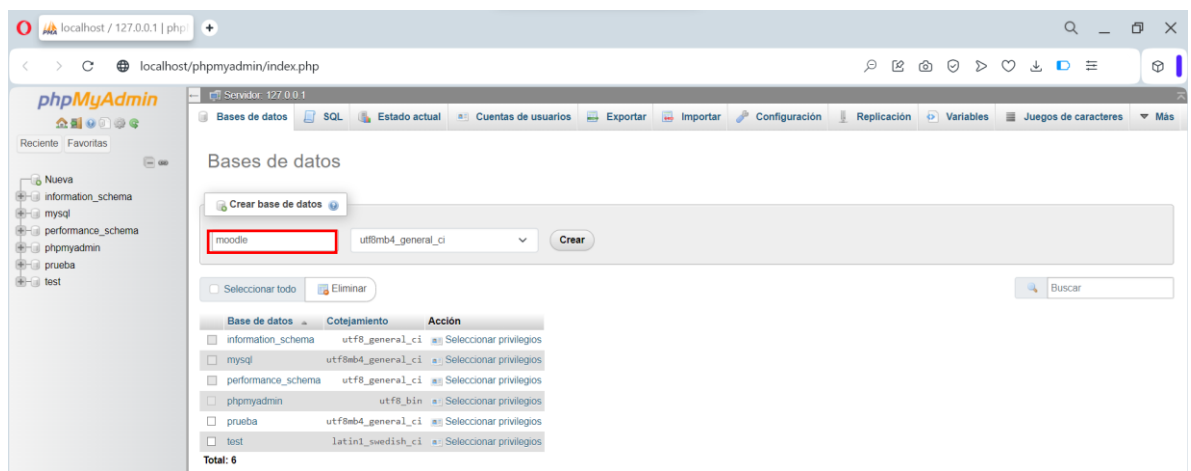 localhost / 127.0.0.1 | php
localhost/phpmyadmin/index.php
phpMyAdmin
Reciente Favoritas
Nueva
information_schema
mysql
performance_schema
phpmyadmin
prueba
test
Servidor: 127.0.0.1
Bases de datos SQL Estado actual Cuentas de usuarios Exportar Importar Configuración Replicación Variables Juegos de caracteres Más
Bases de datos
Crear base de datos
moodle utf8mb4_general_ci Crear
Seleccionar todo Eliminar Buscar
Base de datos Cotejamiento Acción
information_schema utf8_general_ci Seleccionar privilegios
mysql utf8mb4_general_ci Seleccionar privilegios
performance_schema utf8_general_ci Seleccionar privilegios
phpmyadmin utf8_bin Seleccionar privilegios
prueba utf8mb4_general_ci Seleccionar privilegios
test latin1_swedish_ci Seleccionar privilegios
Total: 6